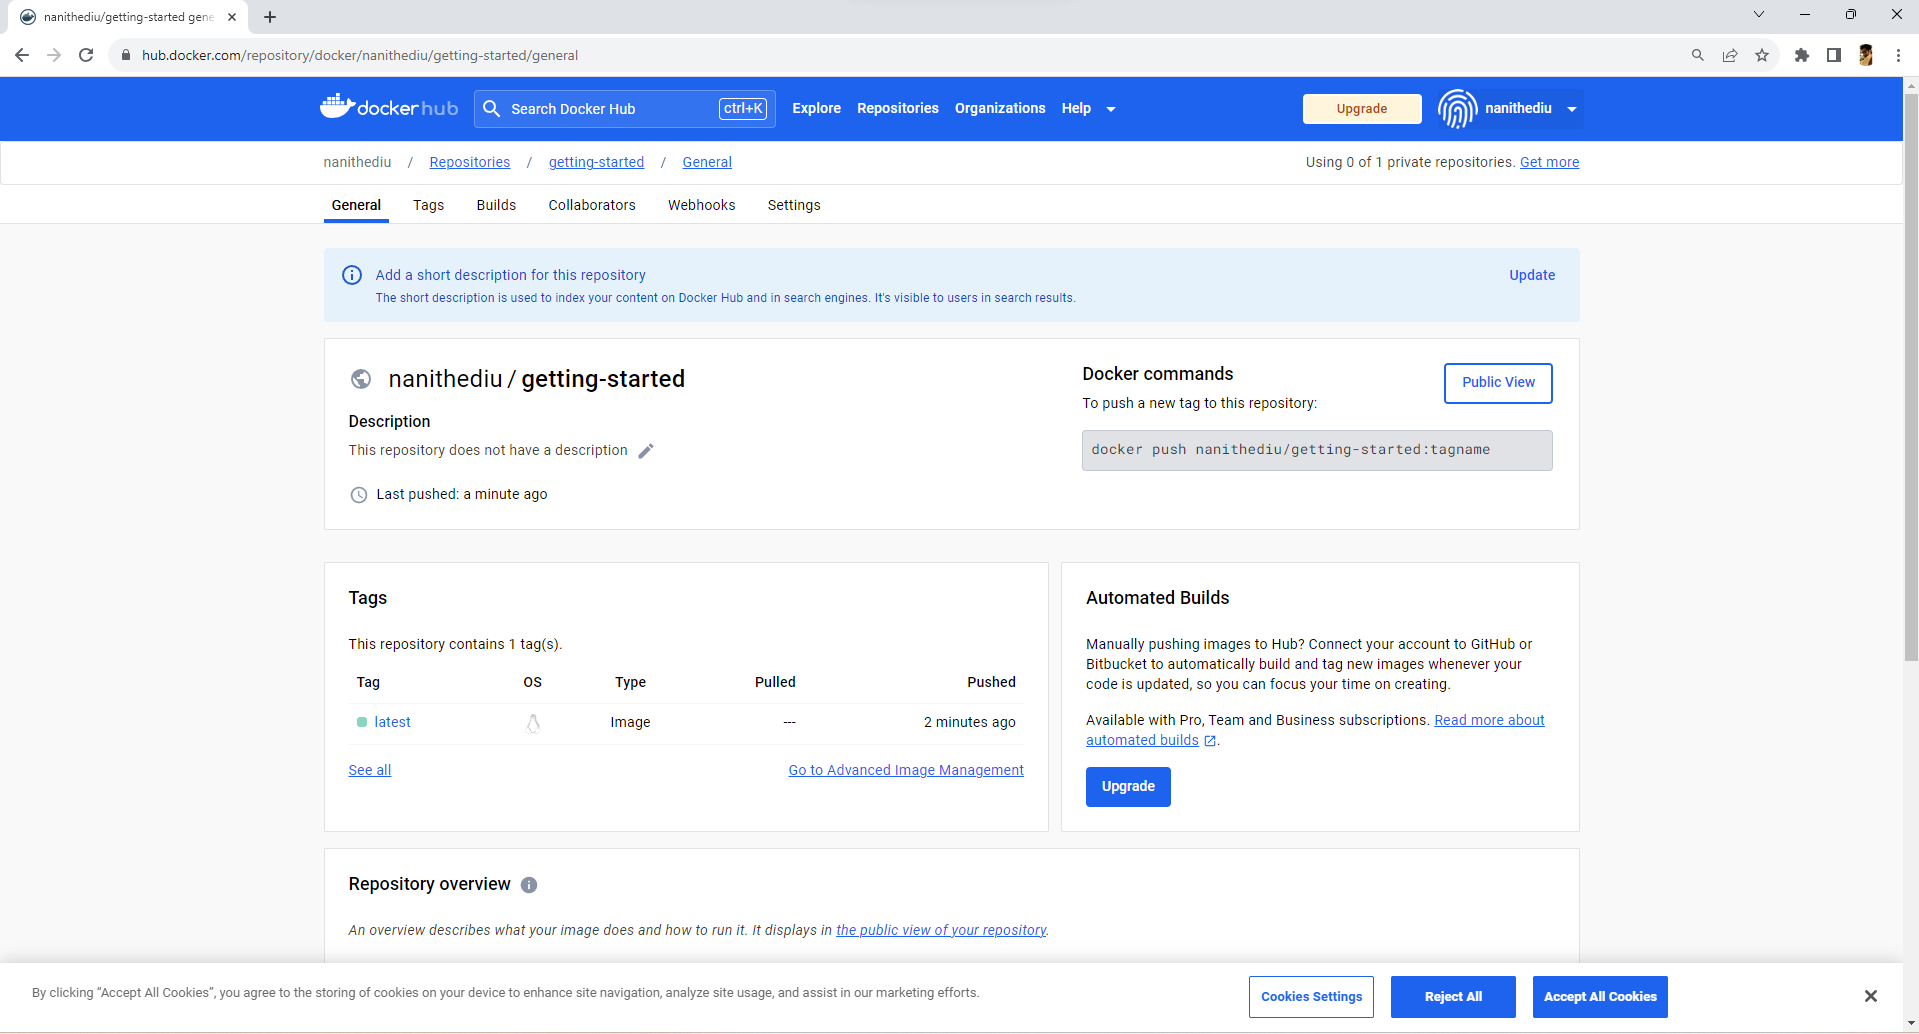 nanithediu/getting-started gene
hub.docker.com/repository/docker/nanithediu/getting-started/general
dockerhub Search Docker Hub ctrl+K Explore Repositories Organizations Help Upgrade nanithediu
nanithediu / Repositories / getting-started / General Using 0 of 1 private repositories. Get more
General Tags Builds Collaborators Webhooks Settings
Add a short description for this repository Update
The short description is used to index your content on Docker Hub and in search engines. It's visible to users in search results.
nanithediu / getting-started
Description
This repository does not have a description
Last pushed: a minute ago
Docker commands
Public View
To push a new tag to this repository:
docker push nanithediu/getting-started:tagname
Tags
This repository contains 1 tag(s).
Tag OS Type Pulled Pushed
latest Image --- 2 minutes ago
See all Go to Advanced Image Management
Automated Builds
Manually pushing images to Hub? Connect your account to GitHub or
Bitbucket to automatically build and tag new images whenever your
code is updated, so you can focus your time on creating.
Available with Pro, Team and Business subscriptions. Read more about
automated builds .
Upgrade
Repository overview
An overview describes what your image does and how to run it. It displays in the public view of your repository.
By clicking “Accept All Cookies”, you agree to the storing of cookies on your device to enhance site navigation, analyze site usage, and assist in our marketing efforts.
Cookies Settings Reject All Accept All Cookies